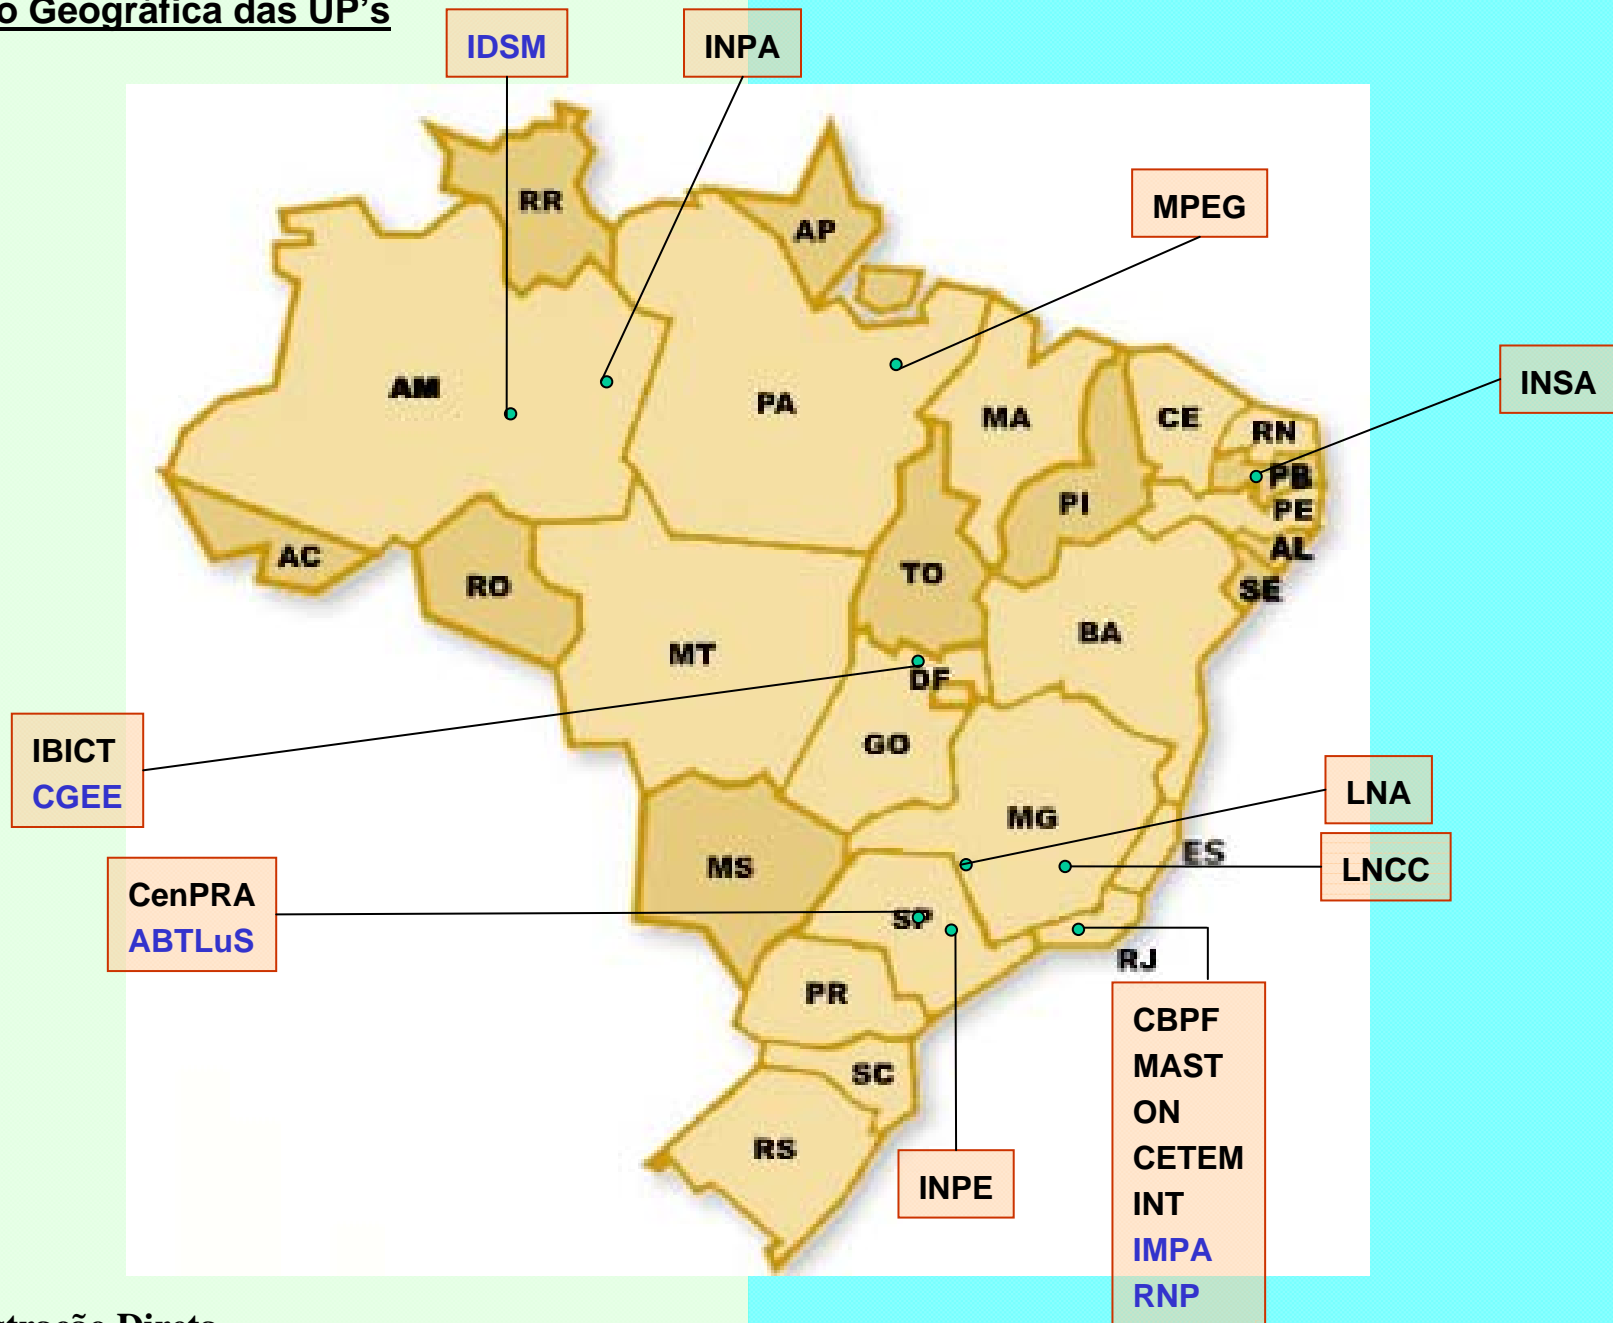 o Geográfica das UP's
IDSM
INPA
MPEG
INSA
RR
AP
AM
PA
MA
CE
RN
PB
PE
PI
AL
SE
AC
RO
TO
BA
MT
DF
GO
IBICT
CGEE
LNA
LNCC
MG
ES
MS
CenPRA
ABTLuS
SP
RJ
PR
SC
RS
INPE
CBPF
MAST
ON
CETEM
INT
IMPA
RNP